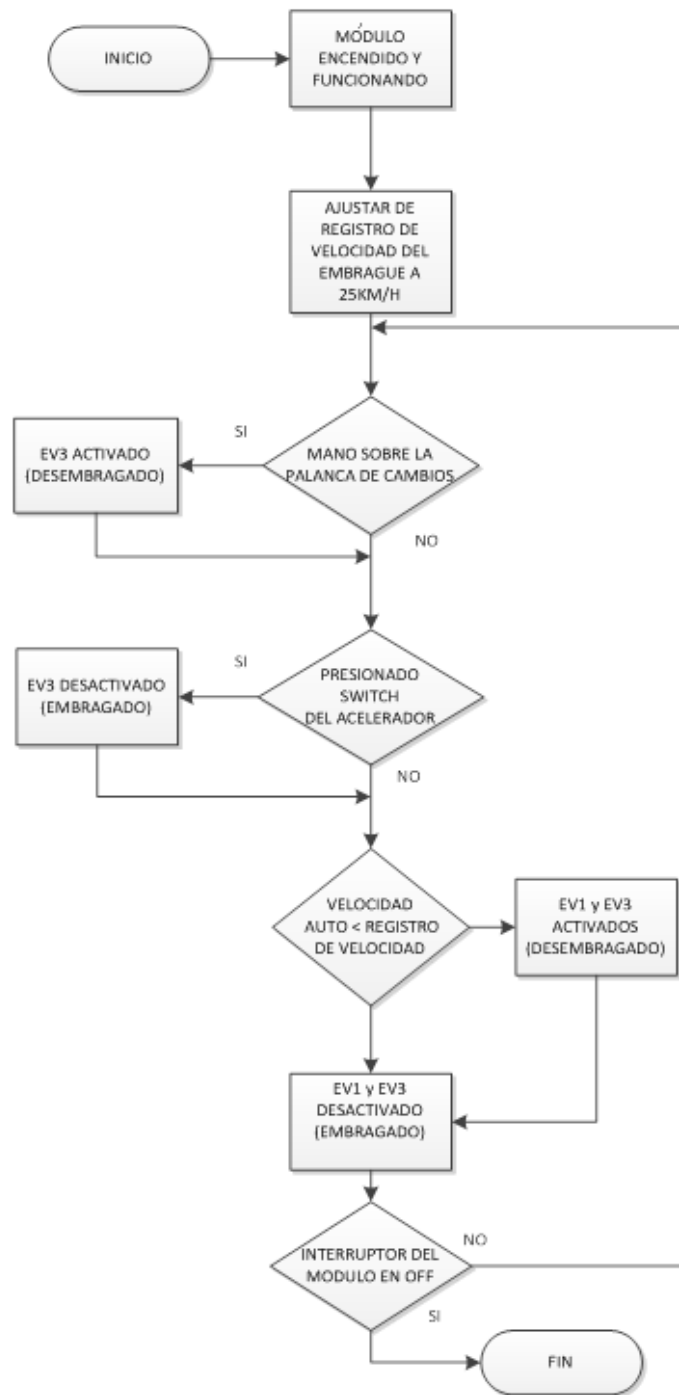 INICIO
MÓDULO
ENCENDIDO Y
FUNCIONANDO
AJUSTAR DE
REGISTRO DE
VELOCIDAD DEL
EMBRAGUE A
25KM/H
SI
EV3 ACTIVADO
(DESEMBRAGADO)
MANO SOBRE LA
PALANCA DE CAMBIOS
NO
SI
EV3 DESACTIVADO
(EMBRAGADO)
PRESIONADO
SWITCH
DEL ACELERADOR
NO
VELOCIDAD
AUTO < REGISTRO
DE VELOCIDAD
EV1 y EV3
ACTIVADOS
(DESEMBRAGADO)
EV1 y EV3
DESACTIVADO
(EMBRAGADO)
INTERRUPTOR DEL
MODULO EN OFF
NO
SI
FIN